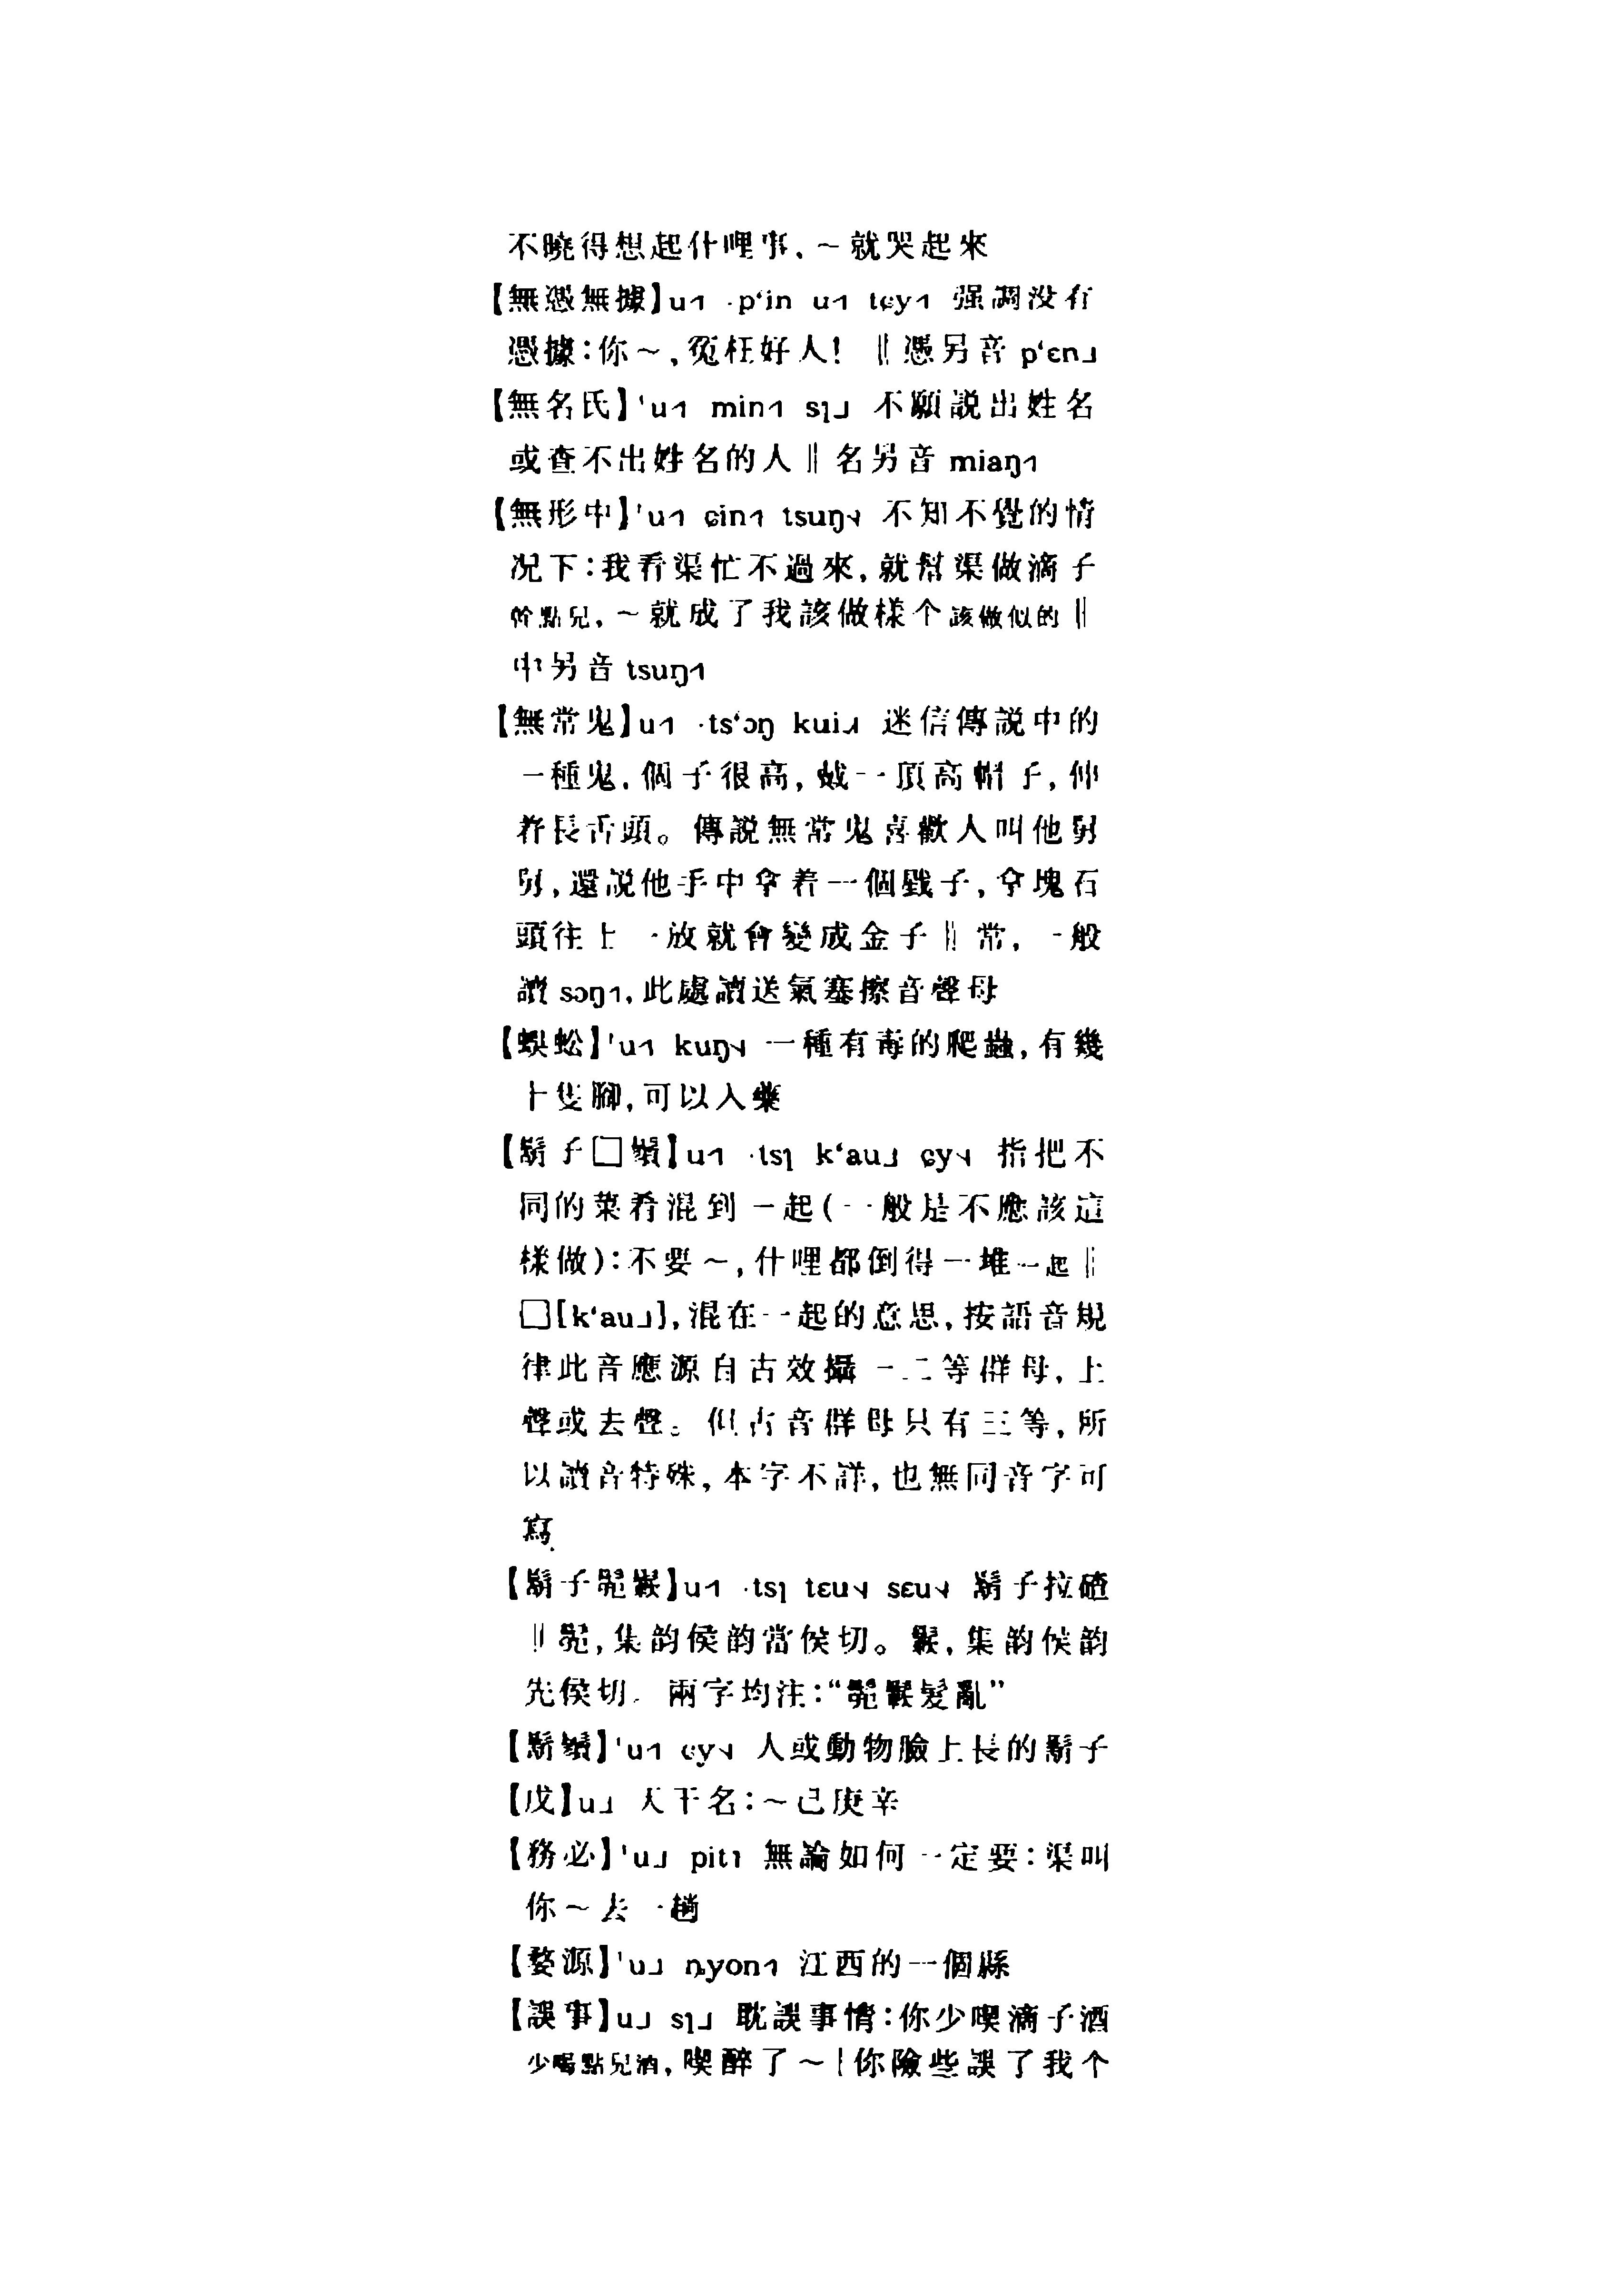 不曉得想起什哩事，～就哭起來
【無憑無據】u˧˥ ·p‘in u˧˥ tɕy˧˥ 强調没有
憑據：你～，冤枉好人！‖憑另音 p‘ɛn˩
【無名氏】ˈu˧˥ min˧˥ sɿ˩ 不願説出姓名
或查不出姓名的人‖名另音 miaŋ˧˥
【無形中】ˈu˧˥ ɕin˧˥ tsuŋ˧˩ 不知不覺的情
况下：我看渠忙不過來，就幫渠做滴子
幹點兒，～就成了我該做樣个該做似的‖
中另音 tsuŋ˧˥
【無常鬼】u˧˥ ·ts‘ɔŋ kui˨˩˧ 迷信傳説中的
一種鬼，個子很高，戴一頂高帽子，伸
着長舌頭。傳説無常鬼喜歡人叫他舅
舅，還説他手中拿着一個戥子，拿塊石
頭往上一放就會變成金子‖常，一般
讀 sɔŋ˧˥，此處讀送氣塞擦音聲母
【蜈蚣】ˈu˧˥ kuŋ˧˩ 一種有毒的爬蟲，有幾
十隻脚，可以入藥
【鬍子□鬚】u˧˥ ·tsɿ k‘au˩ ɕy˧˩ 指把不
同的菜肴混到一起（一般是不應該這
樣做）：不要～，什哩都倒得一堆一起‖
□[k‘au˩]，混在一起的意思，按語音規
律此音應源自古效攝一二等群母，上
聲或去聲。但古音群母只有三等，所
以讀音特殊，本字不詳，也無同音字可
寫
【鬍子髭鬏】u˧˥ ·tsɿ tɛu˧˩ sɛu˧˩ 鬍子拉碴
‖，集韵侯韵當侯切。，集韵侯韵
先侯切。兩字均注：“髮亂”
【鬍鬚】ˈu˧˥ ɕy˧˩ 人或動物臉上長的鬍子
【戊】u˩ 天干名：～己庚辛
【務必】ˈu˩ pit˥ 無論如何一定要：渠叫
你～去一趟
【婺源】ˈu˩ ȵyon˧˥ 江西的一個縣
【誤事】u˩ sɿ˩ 耽誤事情：你少喫滴子酒
少喝點兒酒，喫醉了～｜你險些誤了我个